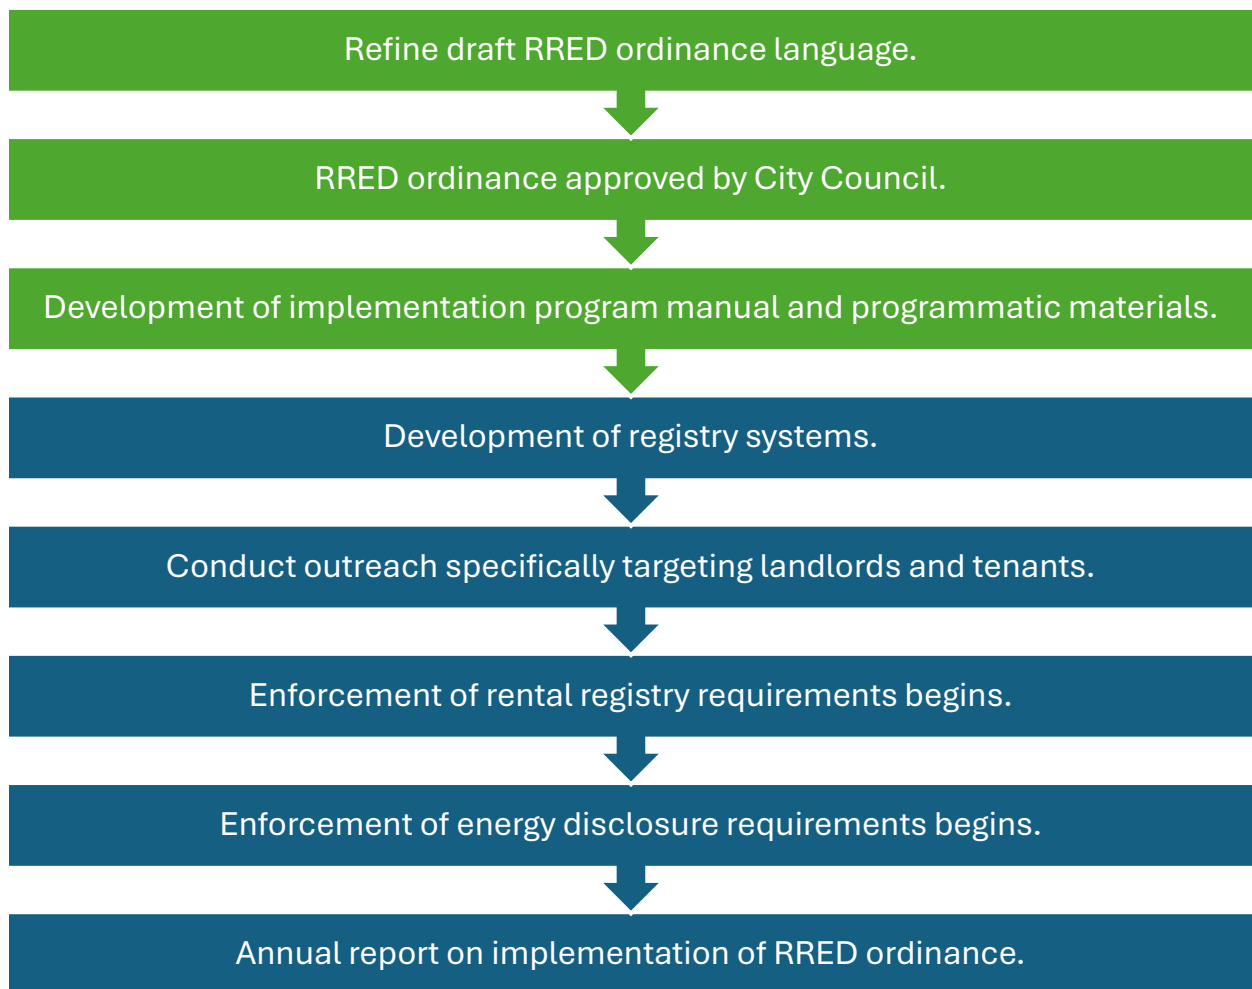 Refine draft RRED ordinance language.
RRED ordinance approved by City Council.
Development of implementation program manual and programmatic materials.
Development of registry systems.
Conduct outreach specifically targeting landlords and tenants.
Enforcement of rental registry requirements begins.
Enforcement of energy disclosure requirements begins.
Annual report on implementation of RRED ordinance.